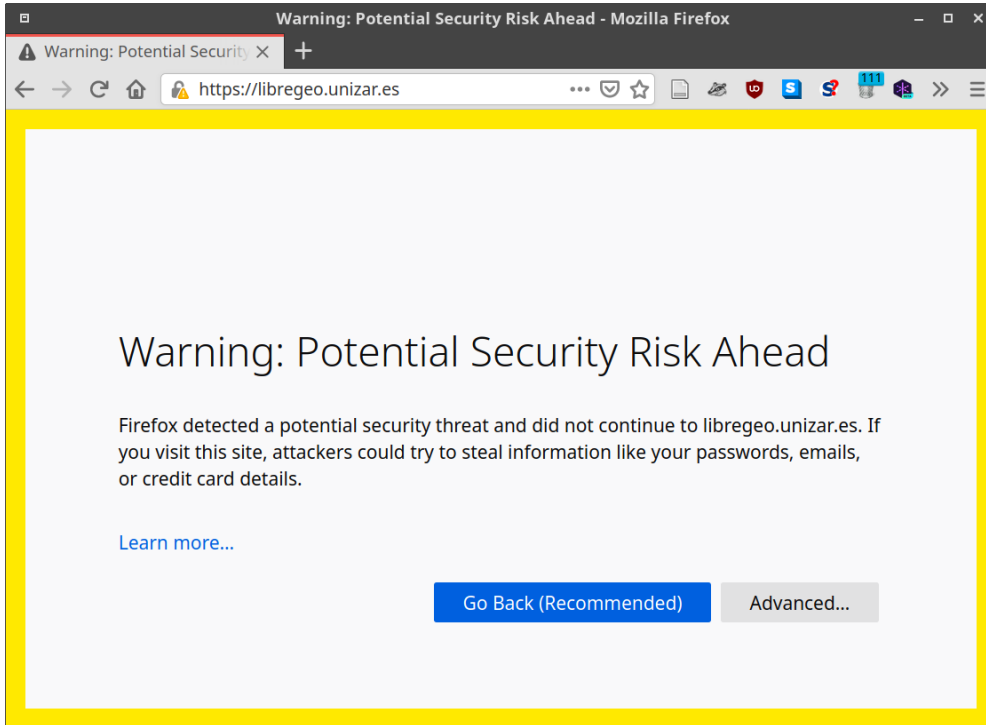 Warning: Potential Security Risk Ahead - Mozilla Firefox
Warning: Potential Security
https://libregeo.unizar.es
S
S?
111
Warning: Potential Security Risk Ahead
Firefox detected a potential security threat and did not continue to libregeo.unizar.es. If
you visit this site, attackers could try to steal information like your passwords, emails,
or credit card details.
Learn more...
Go Back (Recommended)
Advanced...